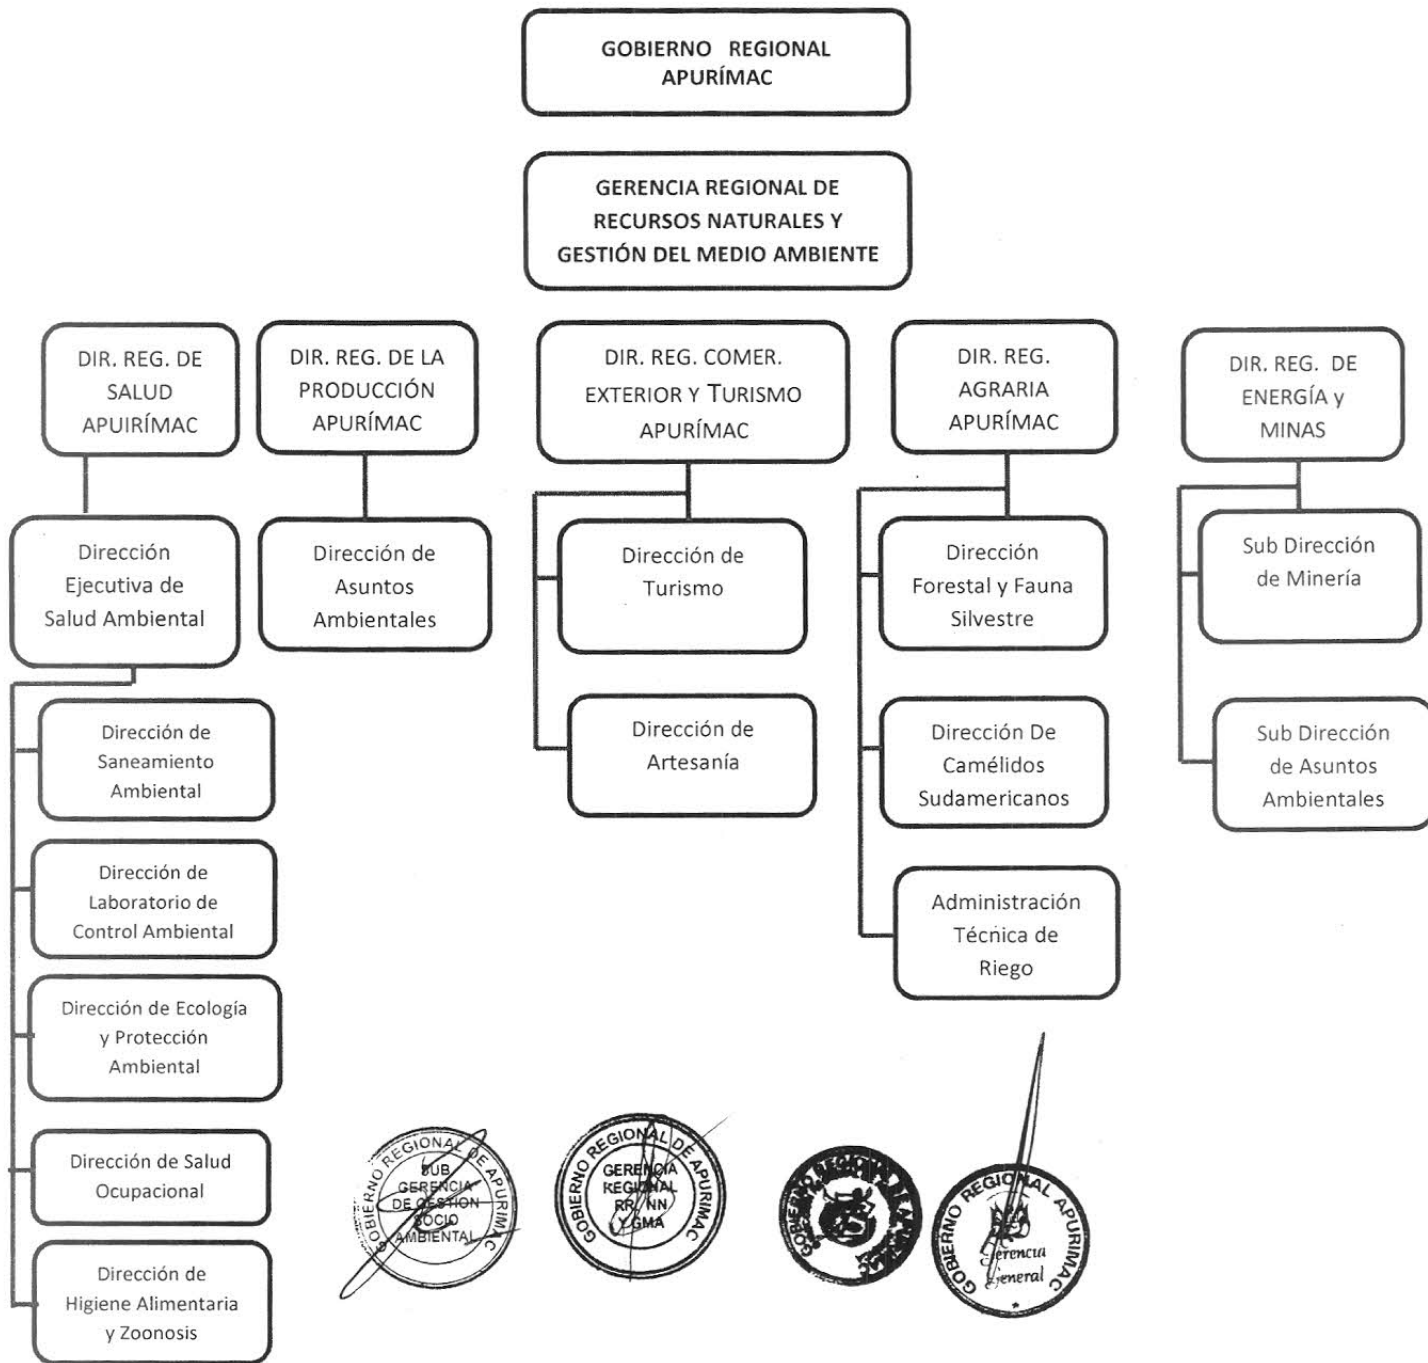 GOBIERNO REGIONAL
APURÍMAC
GERENCIA REGIONAL DE
RECURSOS NATURALES Y
GESTIÓN DEL MEDIO AMBIENTE
DIR. REG. DE
SALUD
APUIRÍMAC
DIR. REG. DE LA
PRODUCCIÓN
APURÍMAC
DIR. REG. COMER.
EXTERIOR Y TURISMO
APURÍMAC
DIR. REG.
AGRARIA
APURÍMAC
DIR. REG. DE
ENERGÍA y
MINAS
Dirección
Ejecutiva de
Salud Ambiental
Dirección de
Asuntos
Ambientales
Dirección de
Turismo
Dirección
Forestal y Fauna
Silvestre
Sub Dirección
de Minería
Dirección de
Saneamiento
Ambiental
Dirección de
Artesanía
Dirección De
Camélidos
Sudamericanos
Sub Dirección
de Asuntos
Ambientales
Dirección de
Laboratorio de
Control Ambiental
Administración
Técnica de
Riego
Dirección de Ecología
y Protección
Ambiental
Dirección de Salud
Ocupacional
Dirección de
Higiene Alimentaria
y Zoonosis
GOBIERNO REGIONAL DE APURIMAC
SUB
GERENCIA
DE GESTION
SOCIO
AMBIENTAL
GOBIERNO REGIONAL DE APURIMAC
GERENCIA
REGIONAL
RR. NN
Y GMA
GOBIERNO REGIONAL DE
GOBIERNO REGIONAL APURIMAC
Gerencia
General